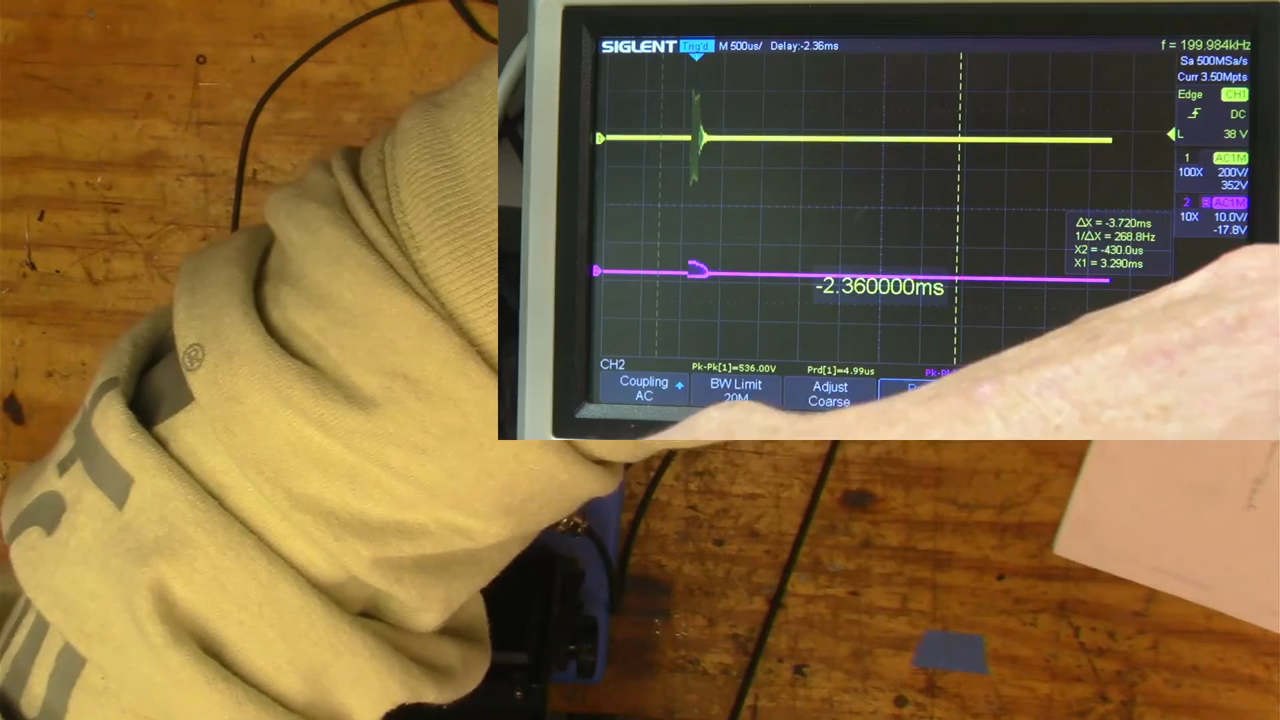 SIGLENT Trig'd M 500us/ Delay:-2.36ms f = 199.984kHz
Sa 500MSa/s
Curr 3.50Mpts
Edge CH1
DC
L 38 V
1 AC1M
100X 200V/
352V
2 B AC1M
10X 10.0V/
-17.8V
ΔX = -3.720ms
1/ΔX = 268.8Hz
X2 = -430.0us
X1 = 3.290ms
-2.360000ms
CH2 Pk-Pk[1]=536.00V Prd[1]=4.99us
Coupling
AC
BW Limit
20M
Adjust
Coarse
®